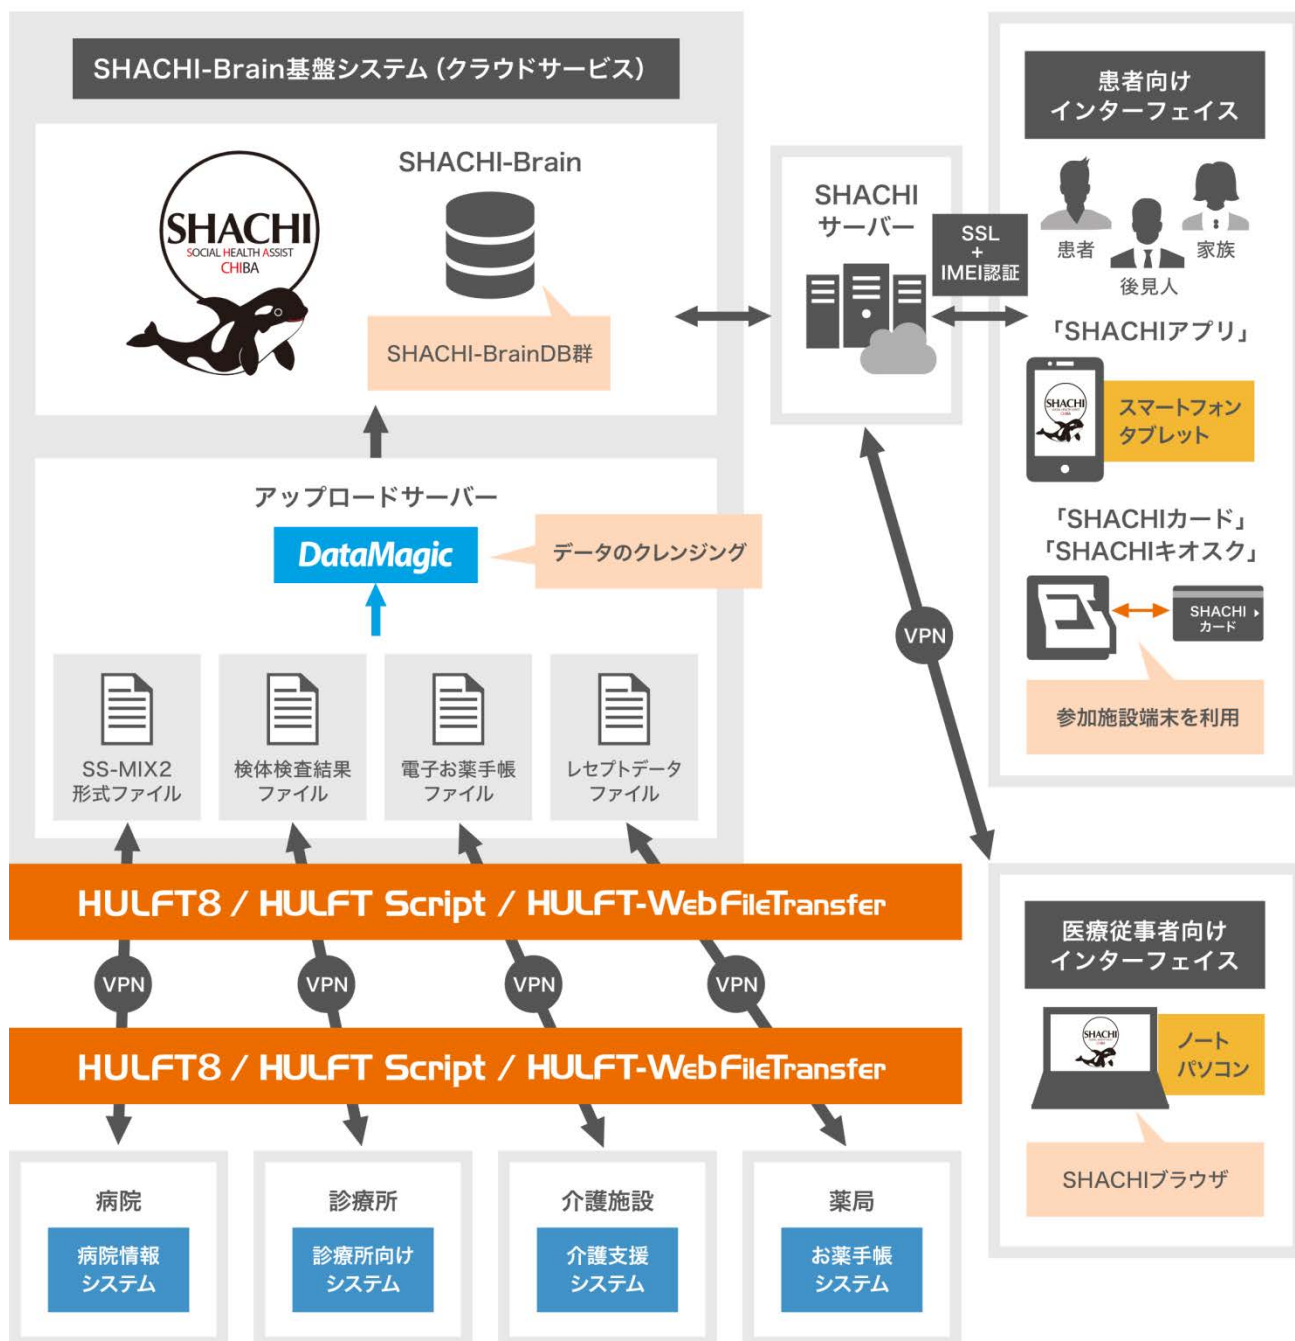 SHACHI-Brain基盤システム（クラウドサービス）
SHACHI
SOCIAL HEALTH ASSIST
CHIBA
SHACHI-Brain
SHACHI-BrainDB群
アップロードサーバー
DataMagic
データのクレンジング
SS-MIX2
形式ファイル
検体検査結果
ファイル
電子お薬手帳
ファイル
レセプトデータ
ファイル
HULFT8 / HULFT Script / HULFT-WebFileTransfer
VPN
VPN
VPN
VPN
HULFT8 / HULFT Script / HULFT-WebFileTransfer
病院
病院情報
システム
診療所
診療所向け
システム
介護施設
介護支援
システム
薬局
お薬手帳
システム
SHACHI
サーバー
SSL
+
IMEI認証
VPN
患者向け
インターフェイス
患者
後見人
家族
「SHACHIアプリ」
SHACHI
スマートフォン
タブレット
「SHACHIカード」
「SHACHIキオスク」
SHACHI
カード
参加施設端末を利用
医療従事者向け
インターフェイス
SHACHI
ノート
パソコン
SHACHIブラウザ